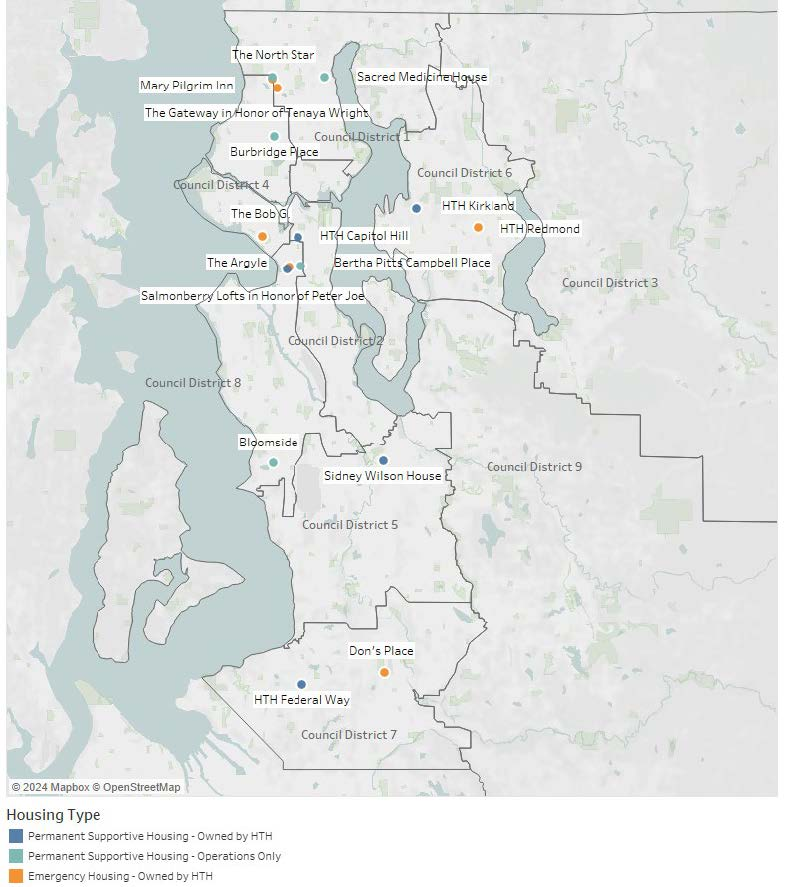 The North Star
Sacred Medicine House
Mary Pilgrim Inn
The Gateway in Honor of Tenaya Wright
Council District 1
Burbridge Place
Council District 6
Council District 4
HTH Kirkland
The Bob G.
HTH Redmond
HTH Capitol Hill
The Argyle
Bertha Pitts Campbell Place
Council District 3
Salmonberry Lofts in Honor of Peter Joe
Council District 2
Council District 8
Bloomside
Council District 9
Sidney Wilson House
Council District 5
Don's Place
HTH Federal Way
Council District 7
© 2024 Mapbox © OpenStreetMap
Housing Type
Permanent Supportive Housing - Owned by HTH
Permanent Supportive Housing - Operations Only
Emergency Housing - Owned by HTH